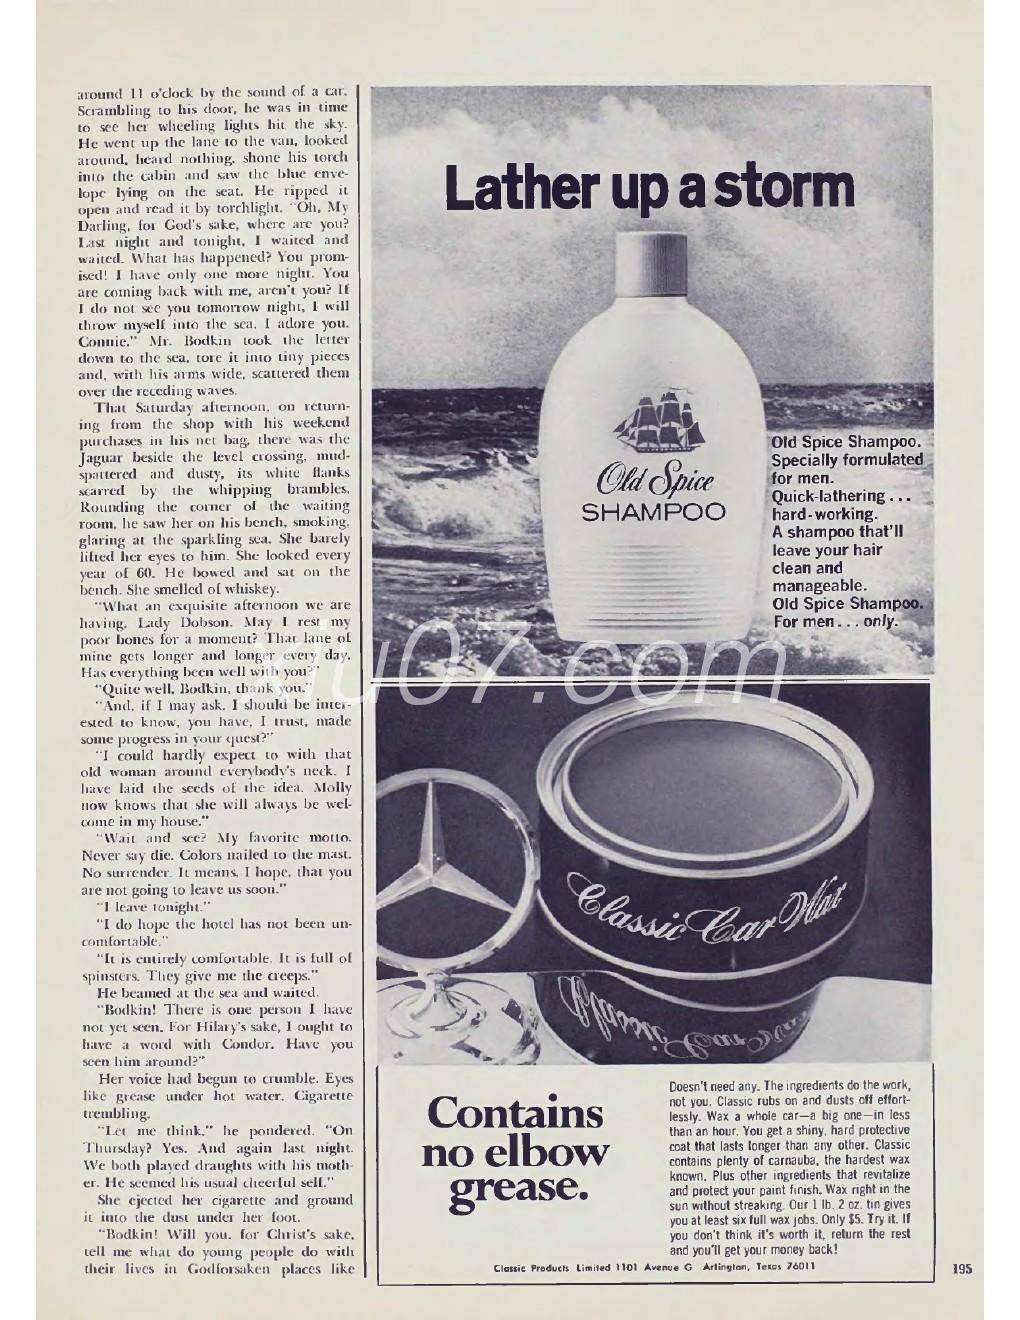 around 11 o'clock by the sound of a car.
Scrambling to his door, he was in time
to see her wheeling lights hit the sky.
He went up the lane to the van, looked
around, heard nothing, shone his torch
into the cabin and saw the blue enve-
lope lying on the seat. He ripped it
open and read it by torchlight. "Oh, My
Darling, for God's sake, where are you?
Last night and tonight, I waited and
waited. What has happened? You prom-
ised! I have only one more night. You
are coming back with me, aren't you? If
I do not see you tomorrow night, I will
throw myself into the sea. I adore you.
Connie." Mr. Bodkin took the letter
down to the sea, tore it into tiny pieces
and, with his arms wide, scattered them
over the receding waves.
That Saturday afternoon, on return-
ing from the shop with his weekend
purchases in his net bag, there was the
Jaguar beside the level crossing, mud-
spattered and dusty, its white flanks
scarred by the whipping brambles.
Rounding the corner of the waiting
room, he saw her on his bench, smoking,
glaring at the sparkling sea. She barely
lifted her eyes to him. She looked every
year of 60. He bowed and sat on the
bench. She smelled of whiskey.
"What an exquisite afternoon we are
having, Lady Dobson. May I rest my
poor bones for a moment? That lane of
mine gets longer and longer every day.
Has everything been well with you?"
"Quite well, Bodkin, thank you."
"And, if I may ask, I should be inter-
ested to know, you have, I trust, made
some progress in your quest?"
"I could hardly expect to with that
old woman around everybody's neck. I
have laid the seeds of the idea. Molly
now knows that she will always be wel-
come in my house."
"Wait and see? My favorite motto.
Never say die. Colors nailed to the mast.
No surrender. It means, I hope, that you
are not going to leave us soon."
"I leave tonight."
"I do hope the hotel has not been un-
comfortable."
"It is entirely comfortable. It is full of
spinsters. They give me the creeps."
He beamed at the sea and waited.
"Bodkin! There is one person I have
not yet seen. For Hilary's sake, I ought to
have a word with Condor. Have you
seen him around?"
Her voice had begun to crumble. Eyes
like grease under hot water. Cigarette
trembling.
"Let me think," he pondered. "On
Thursday? Yes. And again last night.
We both played draughts with his moth-
er. He seemed his usual cheerful self."
She ejected her cigarette and ground
it into the dust under her foot.
"Bodkin! Will you, for Christ's sake,
tell me what do young people do with
their lives in Godforsaken places like
Lather up a storm
Old Spice
SHAMPOO
Old Spice Shampoo.
Specially formulated
for men.
Quick-lathering...
hard-working.
A shampoo that'll
leave your hair
clean and
manageable.
Old Spice Shampoo.
For men... only.
xiu07.com
Classic Car Wax
Classic Car Wax
Contains
no elbow
grease.
Doesn't need any. The ingredients do the work,
not you. Classic rubs on and dusts off effort-
lessly. Wax a whole car—a big one—in less
than an hour. You get a shiny, hard protective
coat that lasts longer than any other. Classic
contains plenty of carnauba, the hardest wax
known. Plus other ingredients that revitalize
and protect your paint finish. Wax right in the
sun without streaking. Our 1 lb. 2 oz. tin gives
you at least six full wax jobs. Only $5. Try it. If
you don't think it's worth it, return the rest
and you'll get your money back!
Classic Products Limited 1101 Avenue G Arlington, Texas 76011
195